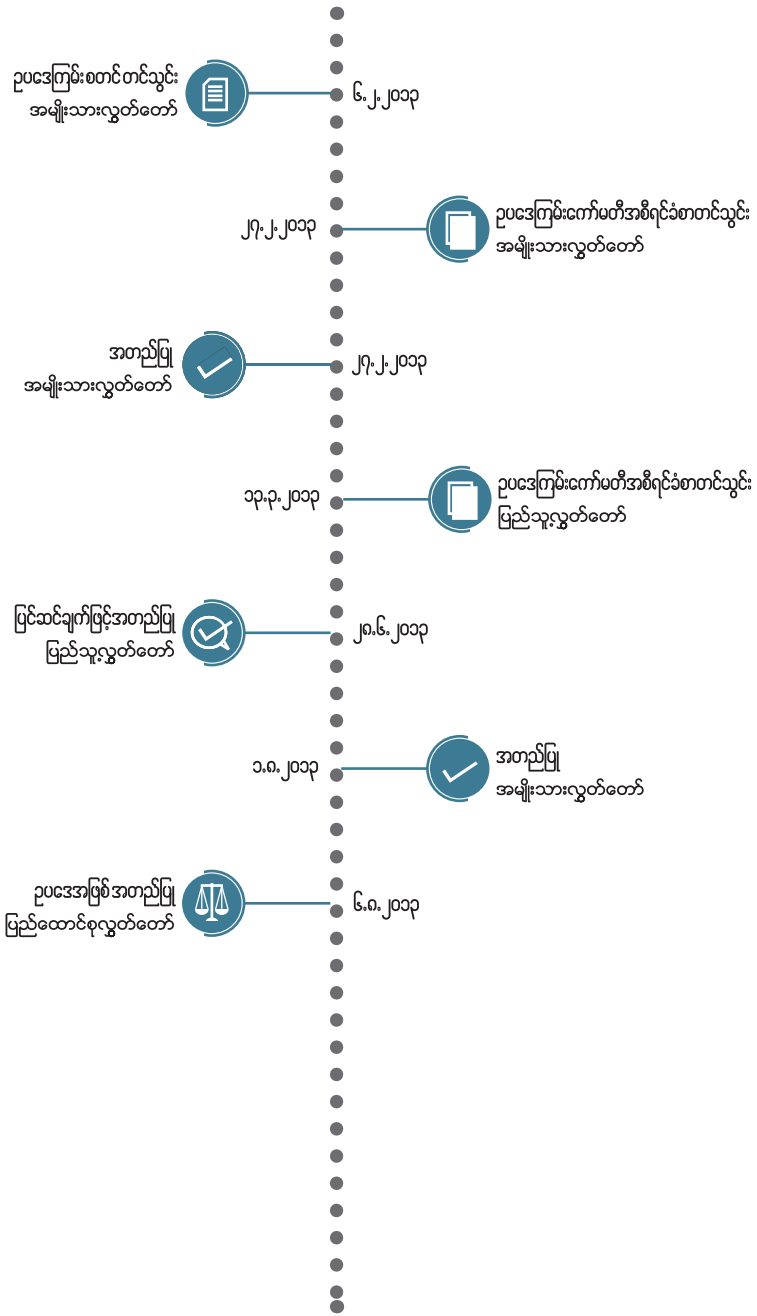 ဥပဒေကြမ်းစတင်တင်သွင်း
အမျိုးသားလွှတ်တော်
၆.၂.၂၀၁၃
၂၇.၂.၂၀၁၃
ဥပဒေကြမ်းကော်မတီအစီရင်ခံစာတင်သွင်း
အမျိုးသားလွှတ်တော်
အတည်ပြု
အမျိုးသားလွှတ်တော်
၂၇.၂.၂၀၁၃
၁၃.၃.၂၀၁၃
ဥပဒေကြမ်းကော်မတီအစီရင်ခံစာတင်သွင်း
ပြည်သူ့လွှတ်တော်
ပြင်ဆင်ချက်ဖြင့်အတည်ပြု
ပြည်သူ့လွှတ်တော်
၂၈.၆.၂၀၁၃
၁.၈.၂၀၁၃
အတည်ပြု
အမျိုးသားလွှတ်တော်
ဥပဒေအဖြစ်အတည်ပြု
ပြည်ထောင်စုလွှတ်တော်
၆.၈.၂၀၁၃